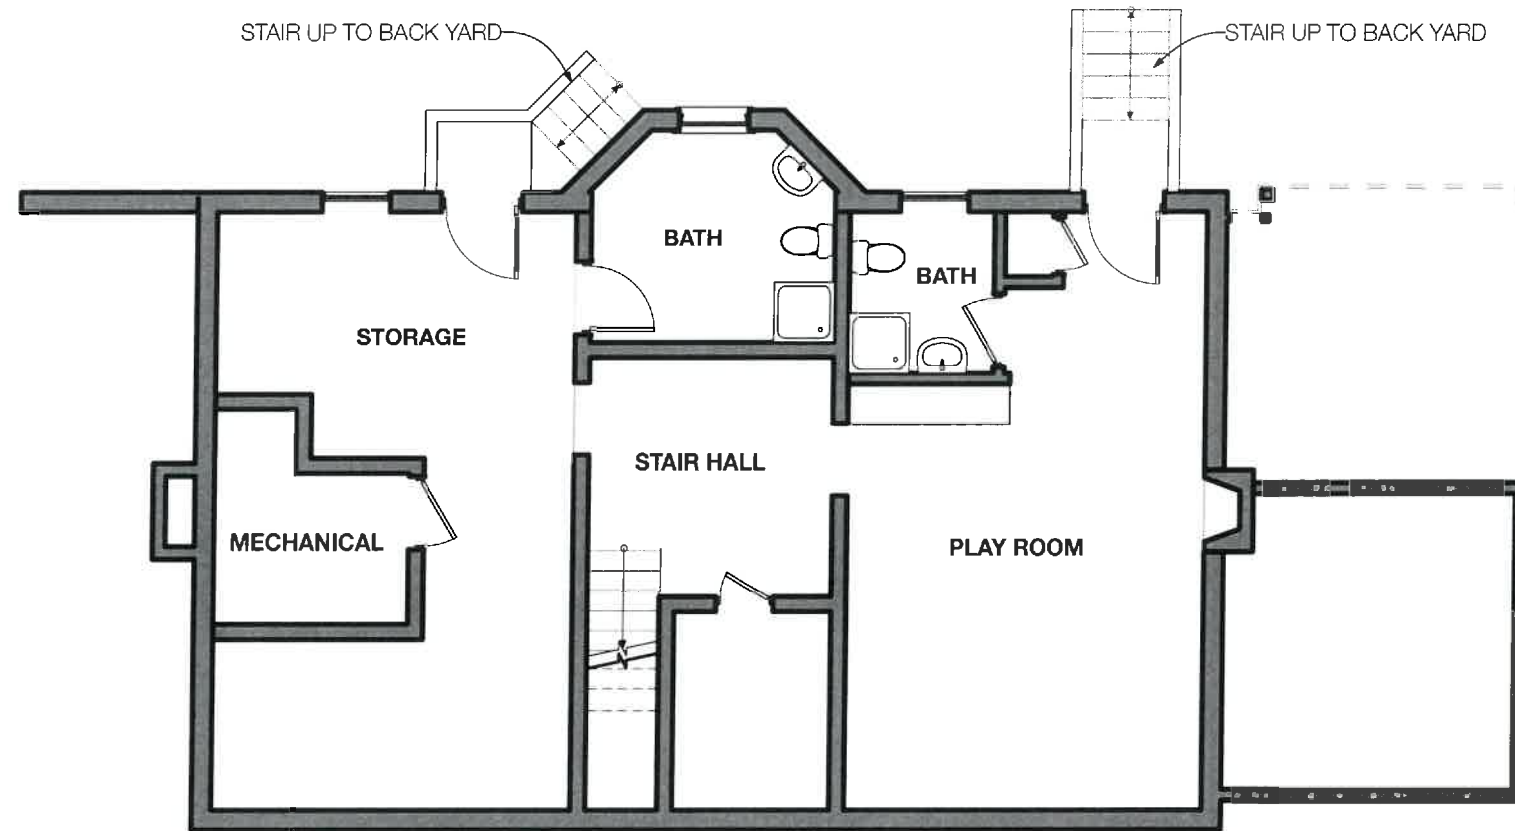 STAIR UP TO BACK YARD
STAIR UP TO BACK YARD
BATH
BATH
STORAGE
STAIR HALL
MECHANICAL
PLAY ROOM